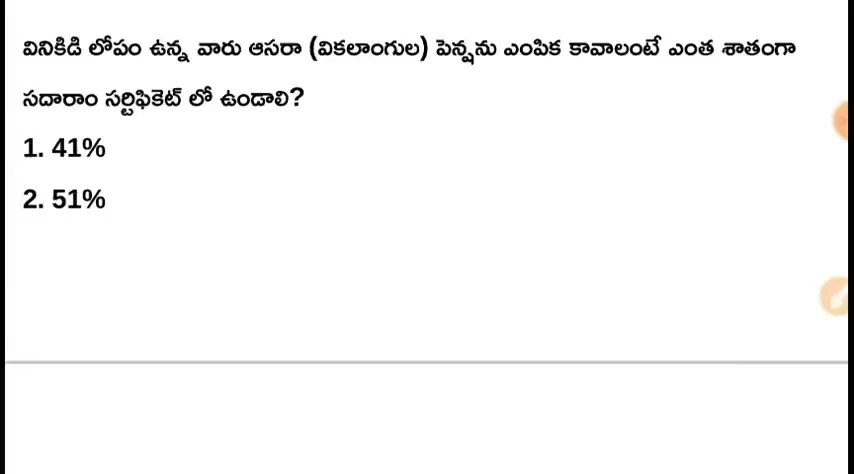 వినికిడి లోపం ఉన్న వారు ఆసరా (వికలాంగుల) పెన్షను ఎంపిక కావాలంటే ఎంత శాతంగా
సదారాం సర్టిఫికెట్ లో ఉండాలి?
1. 41%
2. 51%